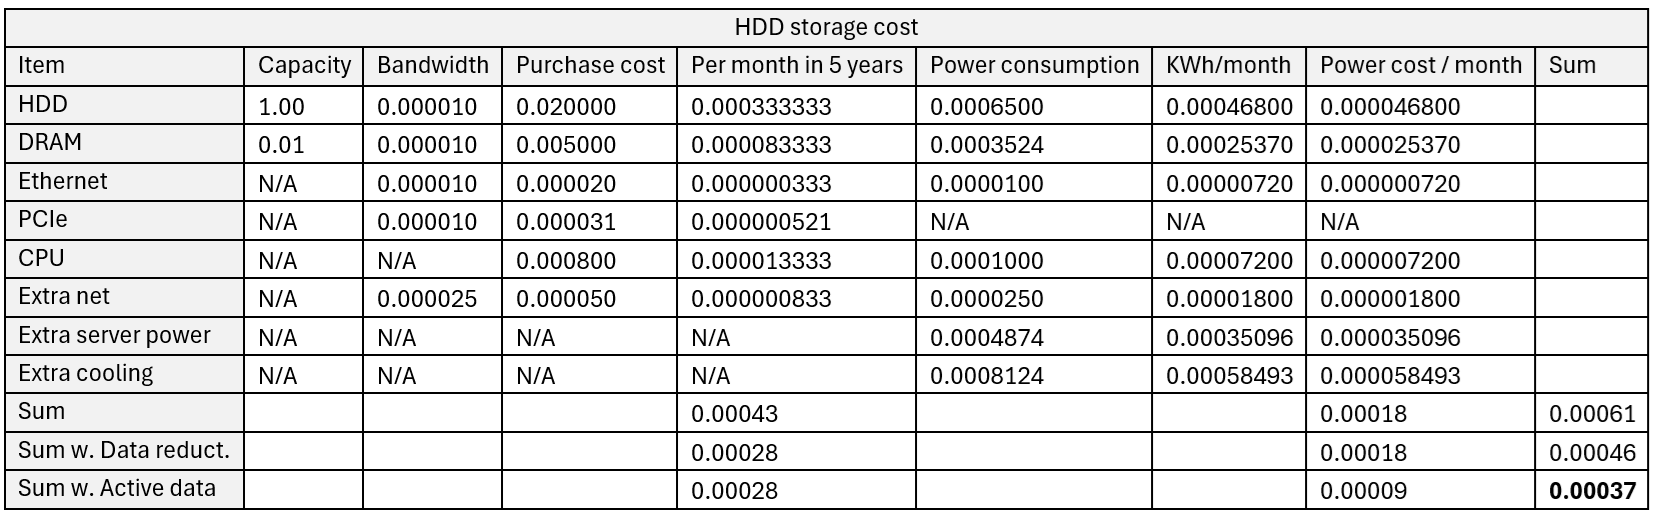 HDD storage cost
Item Capacity Bandwidth Purchase cost Per month in 5 years Power consumption KWh/month Power cost / month Sum
HDD 1.00 0.000010 0.020000 0.000333333 0.0006500 0.00046800 0.000046800
DRAM 0.01 0.000010 0.005000 0.000083333 0.0003524 0.00025370 0.000025370
Ethernet N/A 0.000010 0.000020 0.000000333 0.0000100 0.00000720 0.000000720
PCIe N/A 0.000010 0.000031 0.000000521 N/A N/A N/A
CPU N/A N/A 0.000800 0.000013333 0.0001000 0.00007200 0.000007200
Extra net N/A 0.000025 0.000050 0.000000833 0.0000250 0.00001800 0.000001800
Extra server power N/A N/A N/A N/A 0.0004874 0.00035096 0.000035096
Extra cooling N/A N/A N/A N/A 0.0008124 0.00058493 0.000058493
Sum 0.00043 0.00018 0.00061
Sum w. Data reduct. 0.00028 0.00018 0.00046
Sum w. Active data 0.00028 0.00009 0.00037